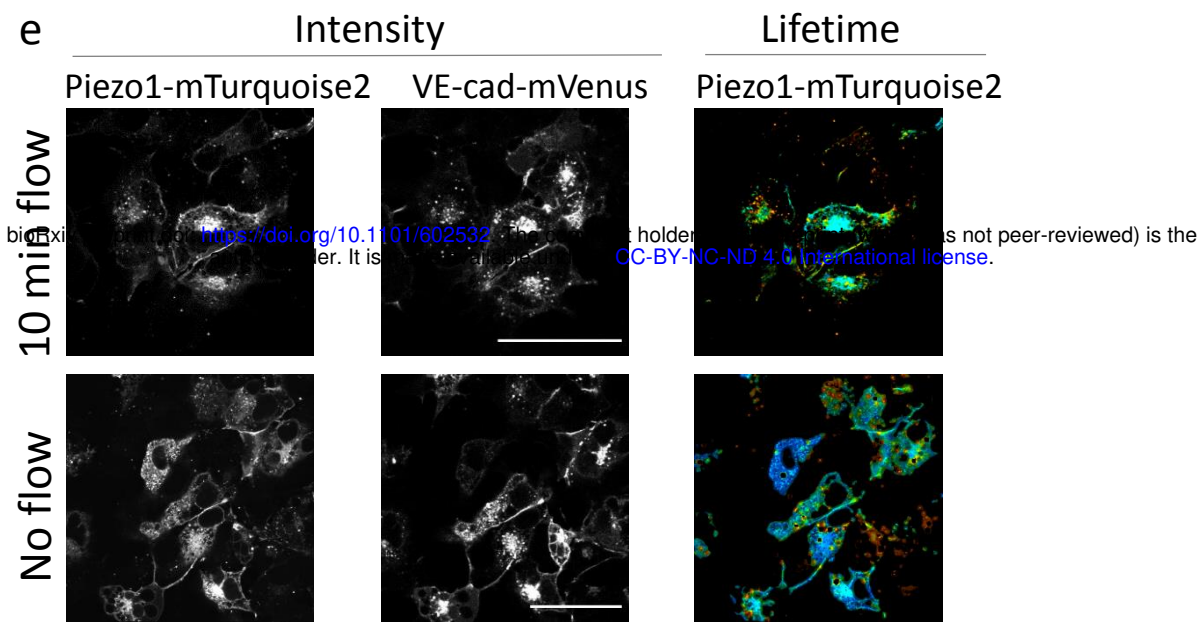 e
Intensity
Lifetime
Piezo1-mTurquoise2
VE-cad-mVenus
Piezo1-mTurquoise2
10 min flow
https://doi.org/10.1101/602532. The t holder as not peer-reviewed) is the
der. It is CC-BY-NC-ND 4.0 International license.
No flow